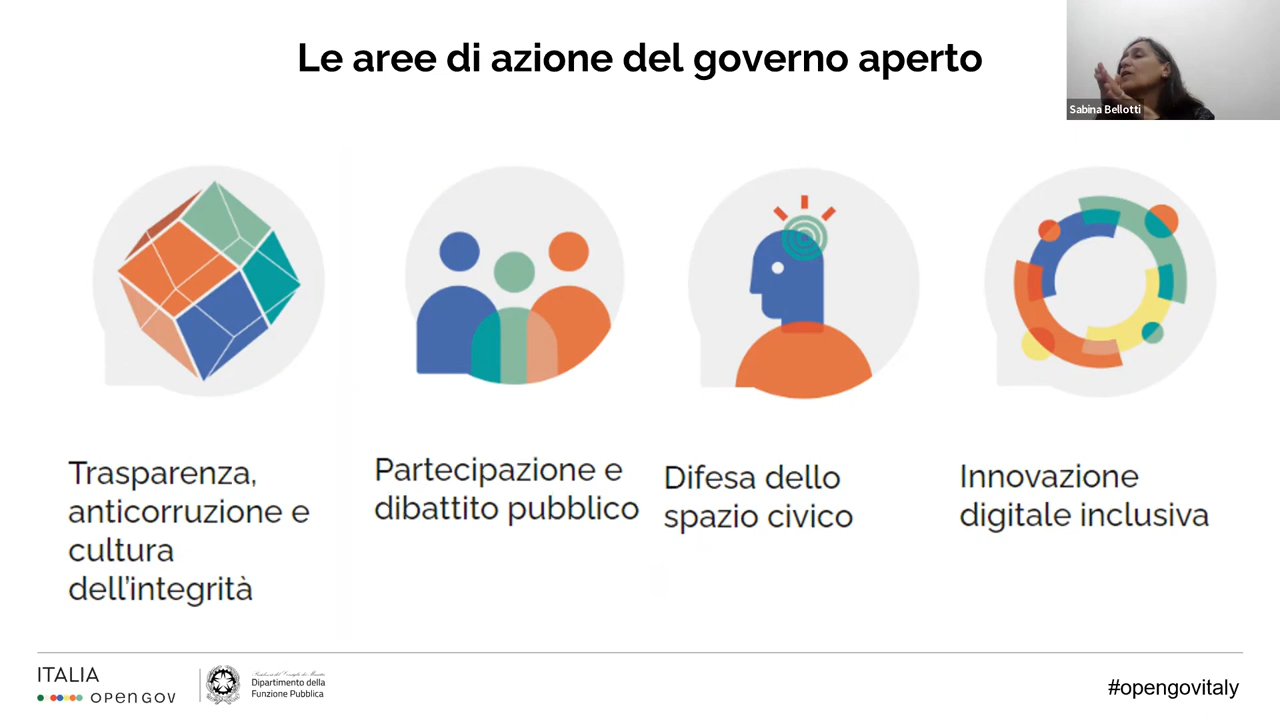 Le aree di azione del governo aperto
Sabina Bellotti
Trasparenza,
anticorruzione e
cultura
dell'integrità
Partecipazione e
dibattito pubblico
Difesa dello
spazio civico
Innovazione
digitale inclusiva
ITALIA
OPEN GOV
Dipartimento della
Funzione Pubblica
#opengovitaly